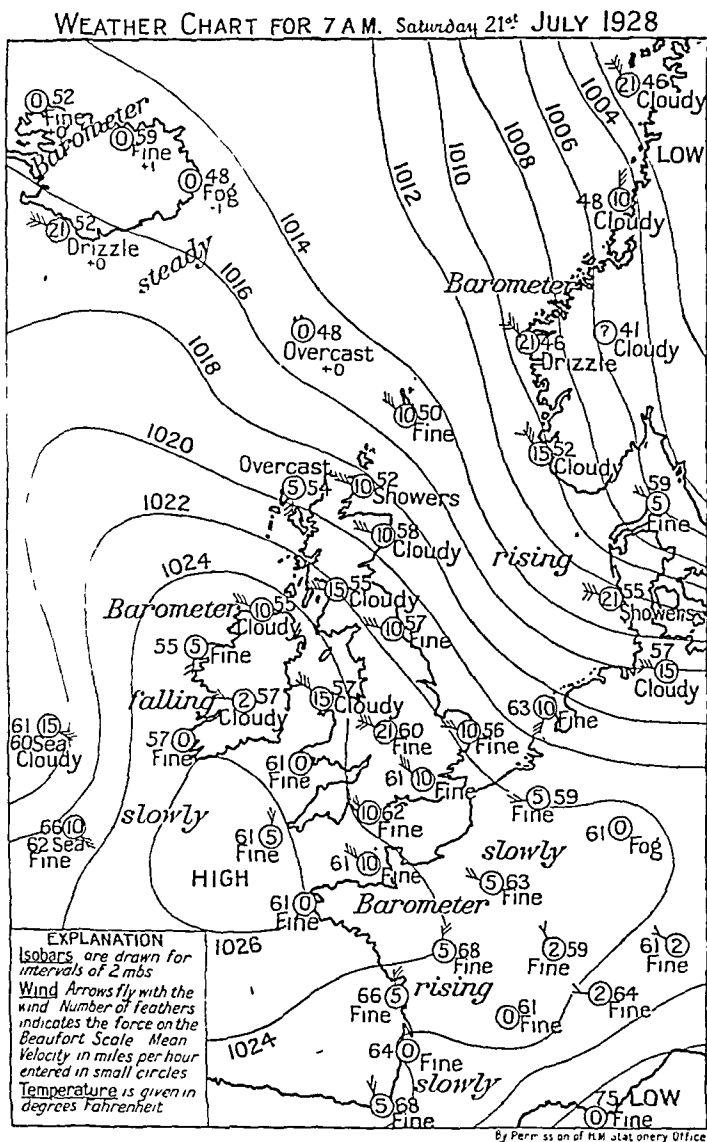 WEATHER CHART FOR 7 A.M. Saturday 21st JULY 1928
0 52
Fine
+0
Barometer
0 59
Fine
+1
0 48
Fog
-1
21 52
Drizzle
+0
steady
1016
1014
1012
1010
1008
1006
1004
21 46
Cloudy
LOW
48 10
Cloudy
Barometer
0 48
Overcast
+0
21 46
Drizzle
? 41
Cloudy
1018
10 50
Fine
15 52
Cloudy
1020
Overcast
5 54
10 52
Showers
59
5
Fine
1022
10 58
Cloudy
rising
1024
Barometer
10 55
Cloudy
15 55
Cloudy
21 55
Showers
10 57
Fine
55 5
Fine
57
15
Cloudy
falling
2 57
Cloudy
57
15
Cloudy
63 10
Fine
61 15
60 Sea
Cloudy
57 0
Fine
21 60
Fine
10 56
Fine
61 0
Fine
61 10
Fine
slowly
66 10
62 Sea
Fine
61 5
Fine
10 62
Fine
5 59
Fine
61 0
Fog
HIGH
61 10
Fine
slowly
5 63
Fine
61 0
Fine
Barometer
1026
5 68
Fine
2 59
Fine
61 2
Fine
66 5
Fine
rising
2 64
Fine
0 61
Fine
1024
64 0
Fine
slowly
5 68
Fine
75
0
Fine
LOW
EXPLANATION
Isobars are drawn for
intervals of 2 mbs
Wind Arrows fly with the
wind Number of feathers
indicates the force on the
Beaufort Scale Mean
Velocity in miles per hour
entered in small circles
Temperature is given in
degrees Fahrenheit
By Permission of H.M Stationery Office